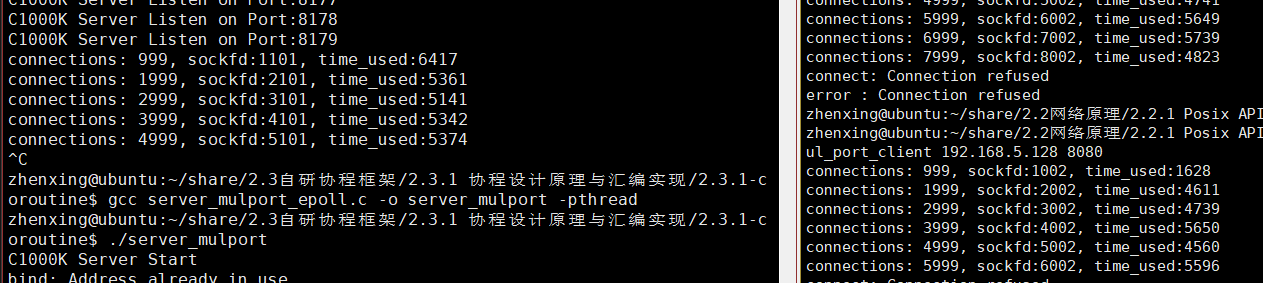 C1000K Server Listen on Port:8177
C1000K Server Listen on Port:8178
C1000K Server Listen on Port:8179
connections: 999, sockfd:1101, time_used:6417
connections: 1999, sockfd:2101, time_used:5361
connections: 2999, sockfd:3101, time_used:5141
connections: 3999, sockfd:4101, time_used:5342
connections: 4999, sockfd:5101, time_used:5374
^C
zhenxing@ubuntu:~/share/2.3自研协程框架/2.3.1 协程设计原理与汇编实现/2.3.1-c
oroutine$ gcc server_mulport_epoll.c -o server_mulport -pthread
zhenxing@ubuntu:~/share/2.3自研协程框架/2.3.1 协程设计原理与汇编实现/2.3.1-c
oroutine$ ./server_mulport
C1000K Server Start
bind: Address already in use
connections: 4999, sockfd:5002, time_used:4741
connections: 5999, sockfd:6002, time_used:5649
connections: 6999, sockfd:7002, time_used:5739
connections: 7999, sockfd:8002, time_used:4823
connect: Connection refused
error : Connection refused
zhenxing@ubuntu:~/share/2.2网络原理/2.2.1 Posix API
zhenxing@ubuntu:~/share/2.2网络原理/2.2.1 Posix API
ul_port_client 192.168.5.128 8080
connections: 999, sockfd:1002, time_used:1628
connections: 1999, sockfd:2002, time_used:4611
connections: 2999, sockfd:3002, time_used:4739
connections: 3999, sockfd:4002, time_used:5650
connections: 4999, sockfd:5002, time_used:4560
connections: 5999, sockfd:6002, time_used:5596
connect: Connection refused